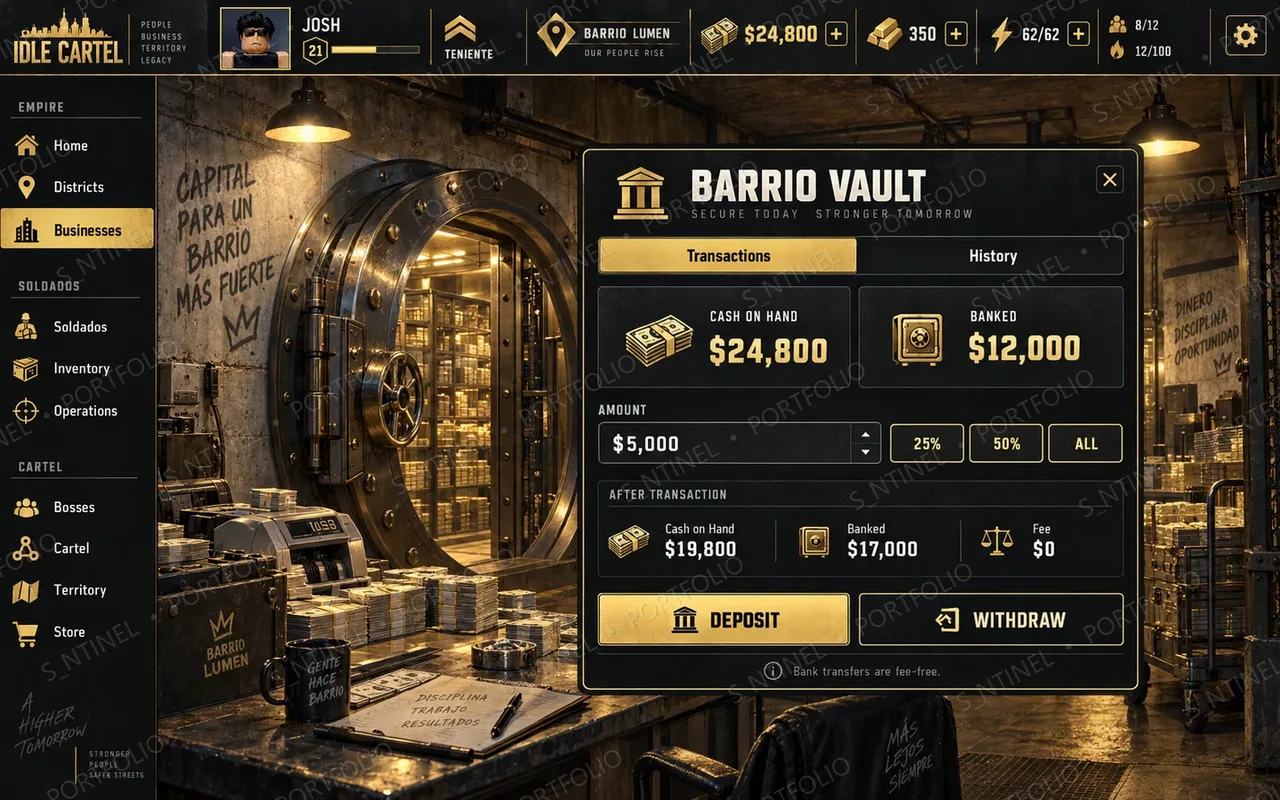 IDLE CARTEL
PEOPLE
BUSINESS
TERRITORY
LEGACY
JOSH
21
TENIENTE
BARRIO LUMEN
OUR PEOPLE RISE
$24,800 +
350 +
62/62 +
8/12
12/100
EMPIRE
Home
Districts
Businesses
SOLDADOS
Soldados
Inventory
Operations
CARTEL
Bosses
Cartel
Territory
Store
A
HIGHER
TOMORROW
STRONGER
PEOPLE
SAFER STREETS
CAPITAL
PARA UN
BARRIO
MÁS FUERTE
BARRIO
LUMEN
GENTE
HACE
BARRIO
DISCIPLINA
TRABAJO
RESULTADOS
MÁS
LEJOS
SIEMPRE
DINERO
DISCIPLINA
OPORTUNIDAD
BARRIO VAULT
SECURE TODAY STRONGER TOMORROW
Transactions
History
CASH ON HAND
$24,800
BANKED
$12,000
AMOUNT
$5,000
25%
50%
ALL
AFTER TRANSACTION
Cash on Hand
$19,800
Banked
$17,000
Fee
$0
DEPOSIT
WITHDRAW
Bank transfers are fee-free.
S_NTINEL • PORTFOLIO